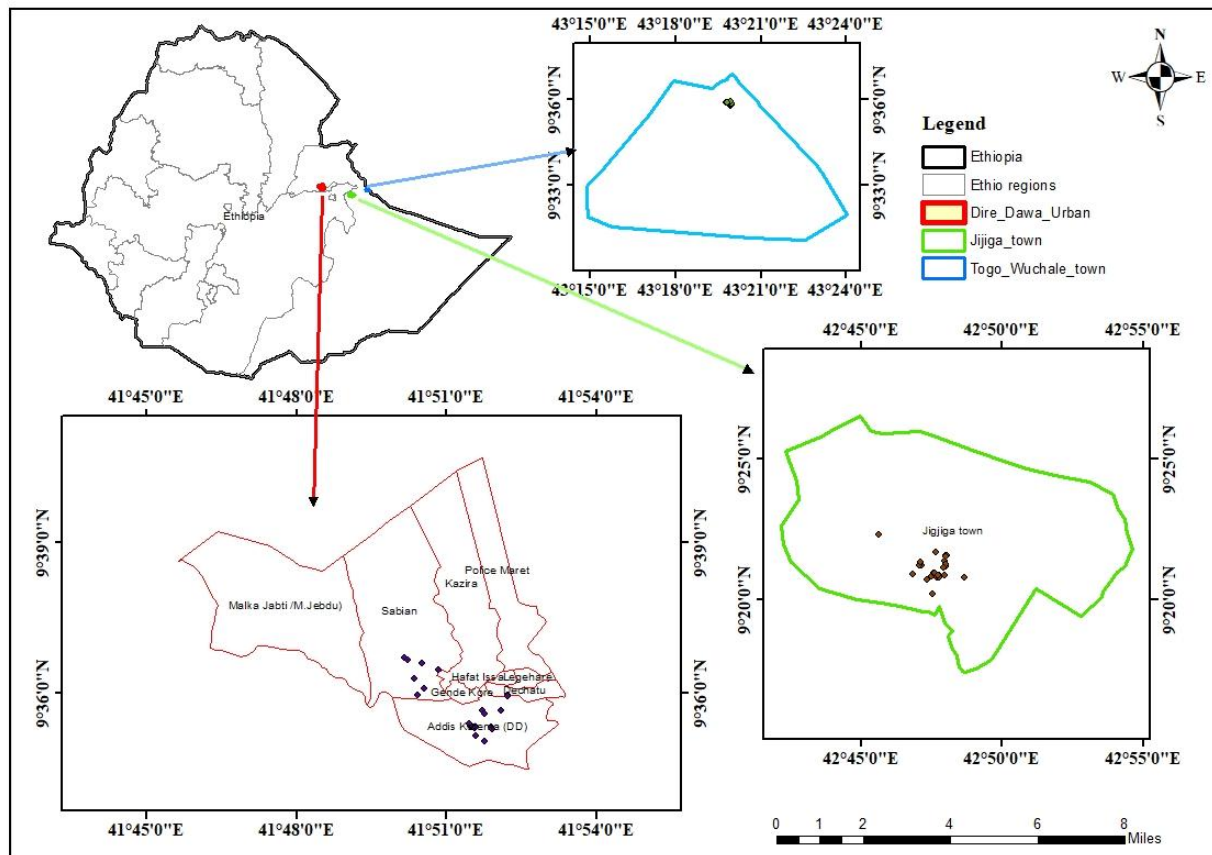 43°15'0"E 43°18'0"E 43°21'0"E 43°24'0"E
9°36'0"N
9°33'0"N
9°36'0"N
9°33'0"N
43°15'0"E 43°18'0"E 43°21'0"E 43°24'0"E
N
W E
S
Legend
Ethiopia
Ethio regions
Dire_Dawa_Urban
Jijiga_town
Togo_Wuchale_town
Ethiopia
41°45'0"E 41°48'0"E 41°51'0"E 41°54'0"E
9°39'0"N
9°36'0"N
9°39'0"N
9°36'0"N
Police Maret
Kazira
Malka Jabti /M.Jebdu)
Sabian
Hafat Issa
Legehare
Dechatu
Gende Kore
Addis Ketema (DD)
41°45'0"E 41°48'0"E 41°51'0"E 41°54'0"E
42°45'0"E 42°50'0"E 42°55'0"E
9°25'0"N
9°20'0"N
9°25'0"N
9°20'0"N
Jigjiga town
42°45'0"E 42°50'0"E 42°55'0"E
0 1 2 4 6 8
Miles